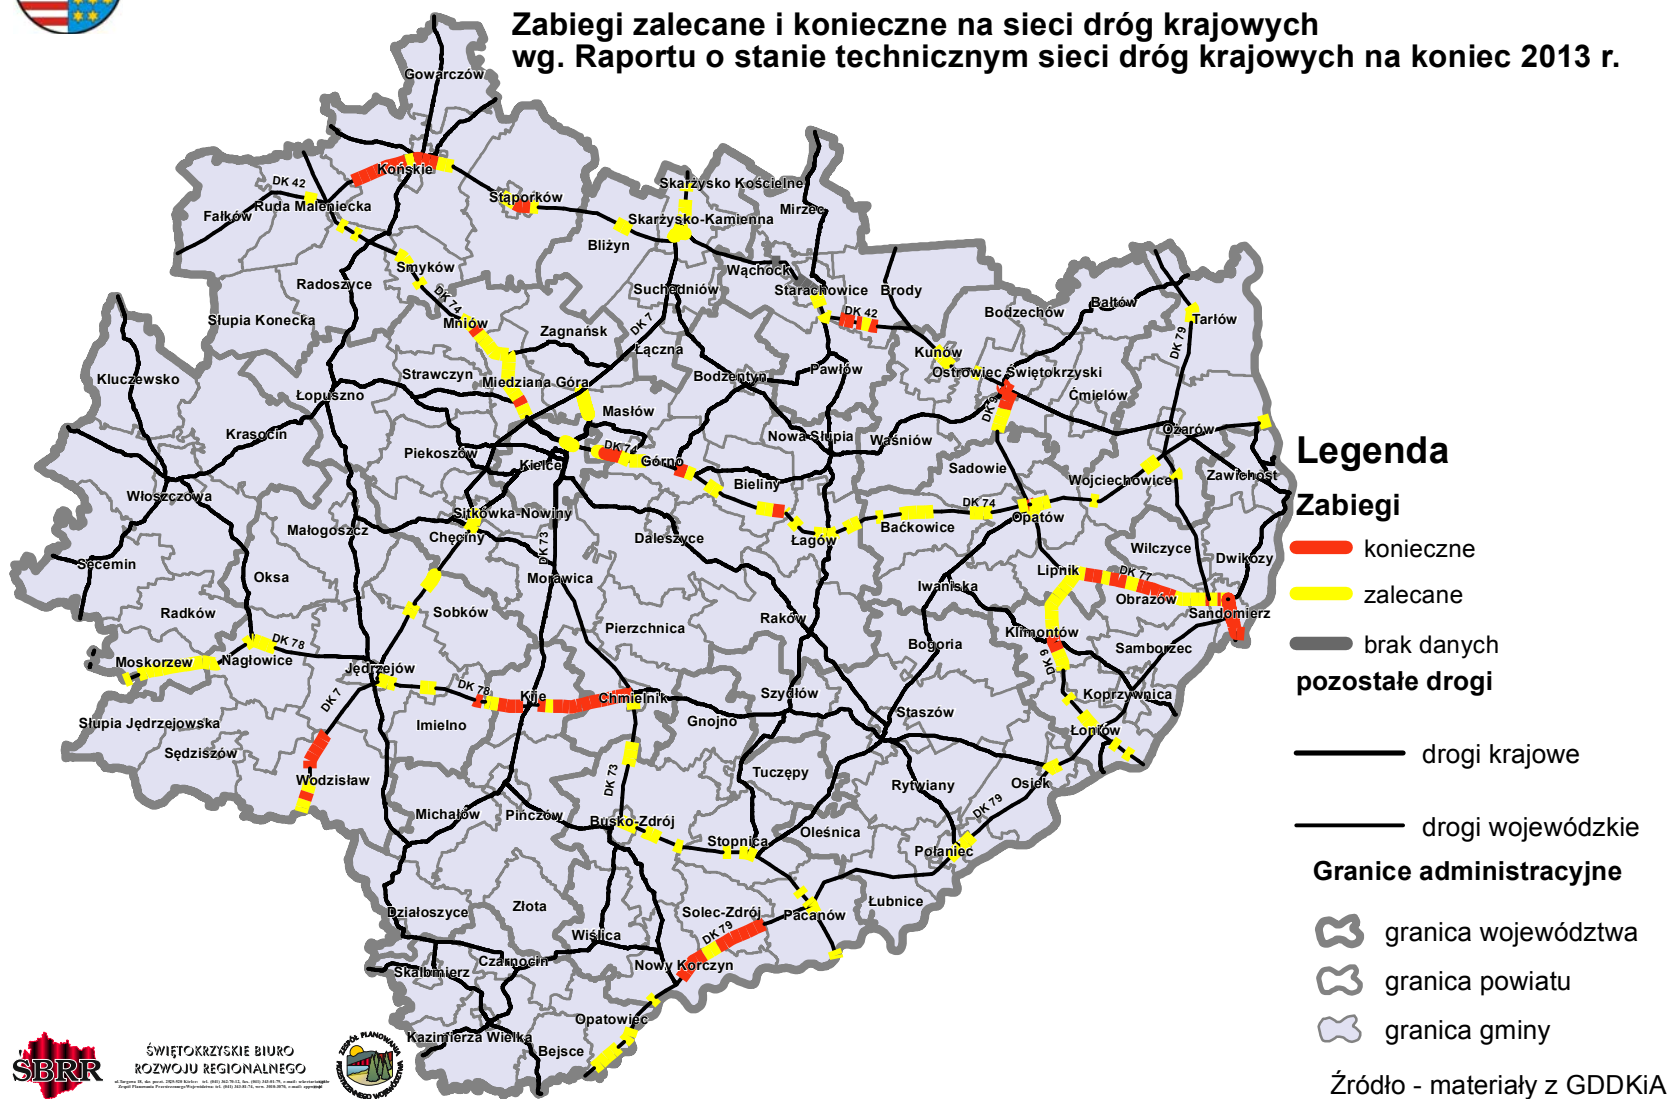 Zabiegi zalecane i konieczne na sieci dróg krajowych
wg. Raportu o stanie technicznym sieci dróg krajowych na koniec 2013 r.
Gowarczów
Końskie
DK 42
Ruda Maleniecka
Fałków
Stąporków
Skarżysko Kościelne
Mirzec
Skarżysko-Kamienna
Bliżyn
Smyków
Radoszyce
DK 74
Wąchock
Suchedniów
Starachowice
Brody
DK 42
Bodzechów
Bałtów
Tarłów
DK 79
Słupia Konecka
Mniów
Zagnańsk
DK 7
Łączna
Kunów
Ostrowiec Świętokrzyski
Kluczewsko
Strawczyn
Miedziana Góra
Bodzentyn
Pawłów
Ćmielów
Łopuszno
Masłów
DK 9
Krasocin
Nowa Słupia
Waśniów
Ożarów
Piekoszów
Kielce
DK 74
Górno
Sadowie
Wojciechowice
Zawichost
Bieliny
Włoszczowa
Sitkówka-Nowiny
DK 74
Opatów
Małogoszcz
Chęciny
DK 73
Daleszyce
Łagów
Baćkowice
Wilczyce
Dwikozy
Secemin
Oksa
Morawica
Iwaniska
Lipnik
DK 77
Obrazów
Sandomierz
Radków
Sobków
Pierzchnica
Raków
Klimontów
Bogoria
DK 9
Samborzec
Moskorzew
Nagłowice
DK 78
Jędrzejów
DK 78
Kije
Chmielnik
Szydłów
Koprzywnica
DK 7
Słupia Jędrzejowska
Imielno
Gnojno
Staszów
Łoniów
Sędziszów
Wodzisław
DK 73
Tuczępy
Rytwiany
Osiek
DK 79
Michałów
Pińczów
Busko-Zdrój
Stopnica
Oleśnica
Połaniec
Działoszyce
Złota
Solec-Zdrój
Pacanów
Łubnice
DK 79
Wiślica
Nowy Korczyn
Skalbmierz
Czarnocin
Opatowiec
Kazimierza Wielka
Bejsce
Legenda
Zabiegi
konieczne
zalecane
brak danych
pozostałe drogi
drogi krajowe
drogi wojewódzkie
Granice administracyjne
granica województwa
granica powiatu
granica gminy
Źródło - materiały z GDDKiA
SBRR
ŚWIĘTOKRZYSKIE BIURO
ROZWOJU REGIONALNEGO
ZESPÓŁ PLANOWANIA
PRZESTRZENNEGO WOJEWÓDZTWA